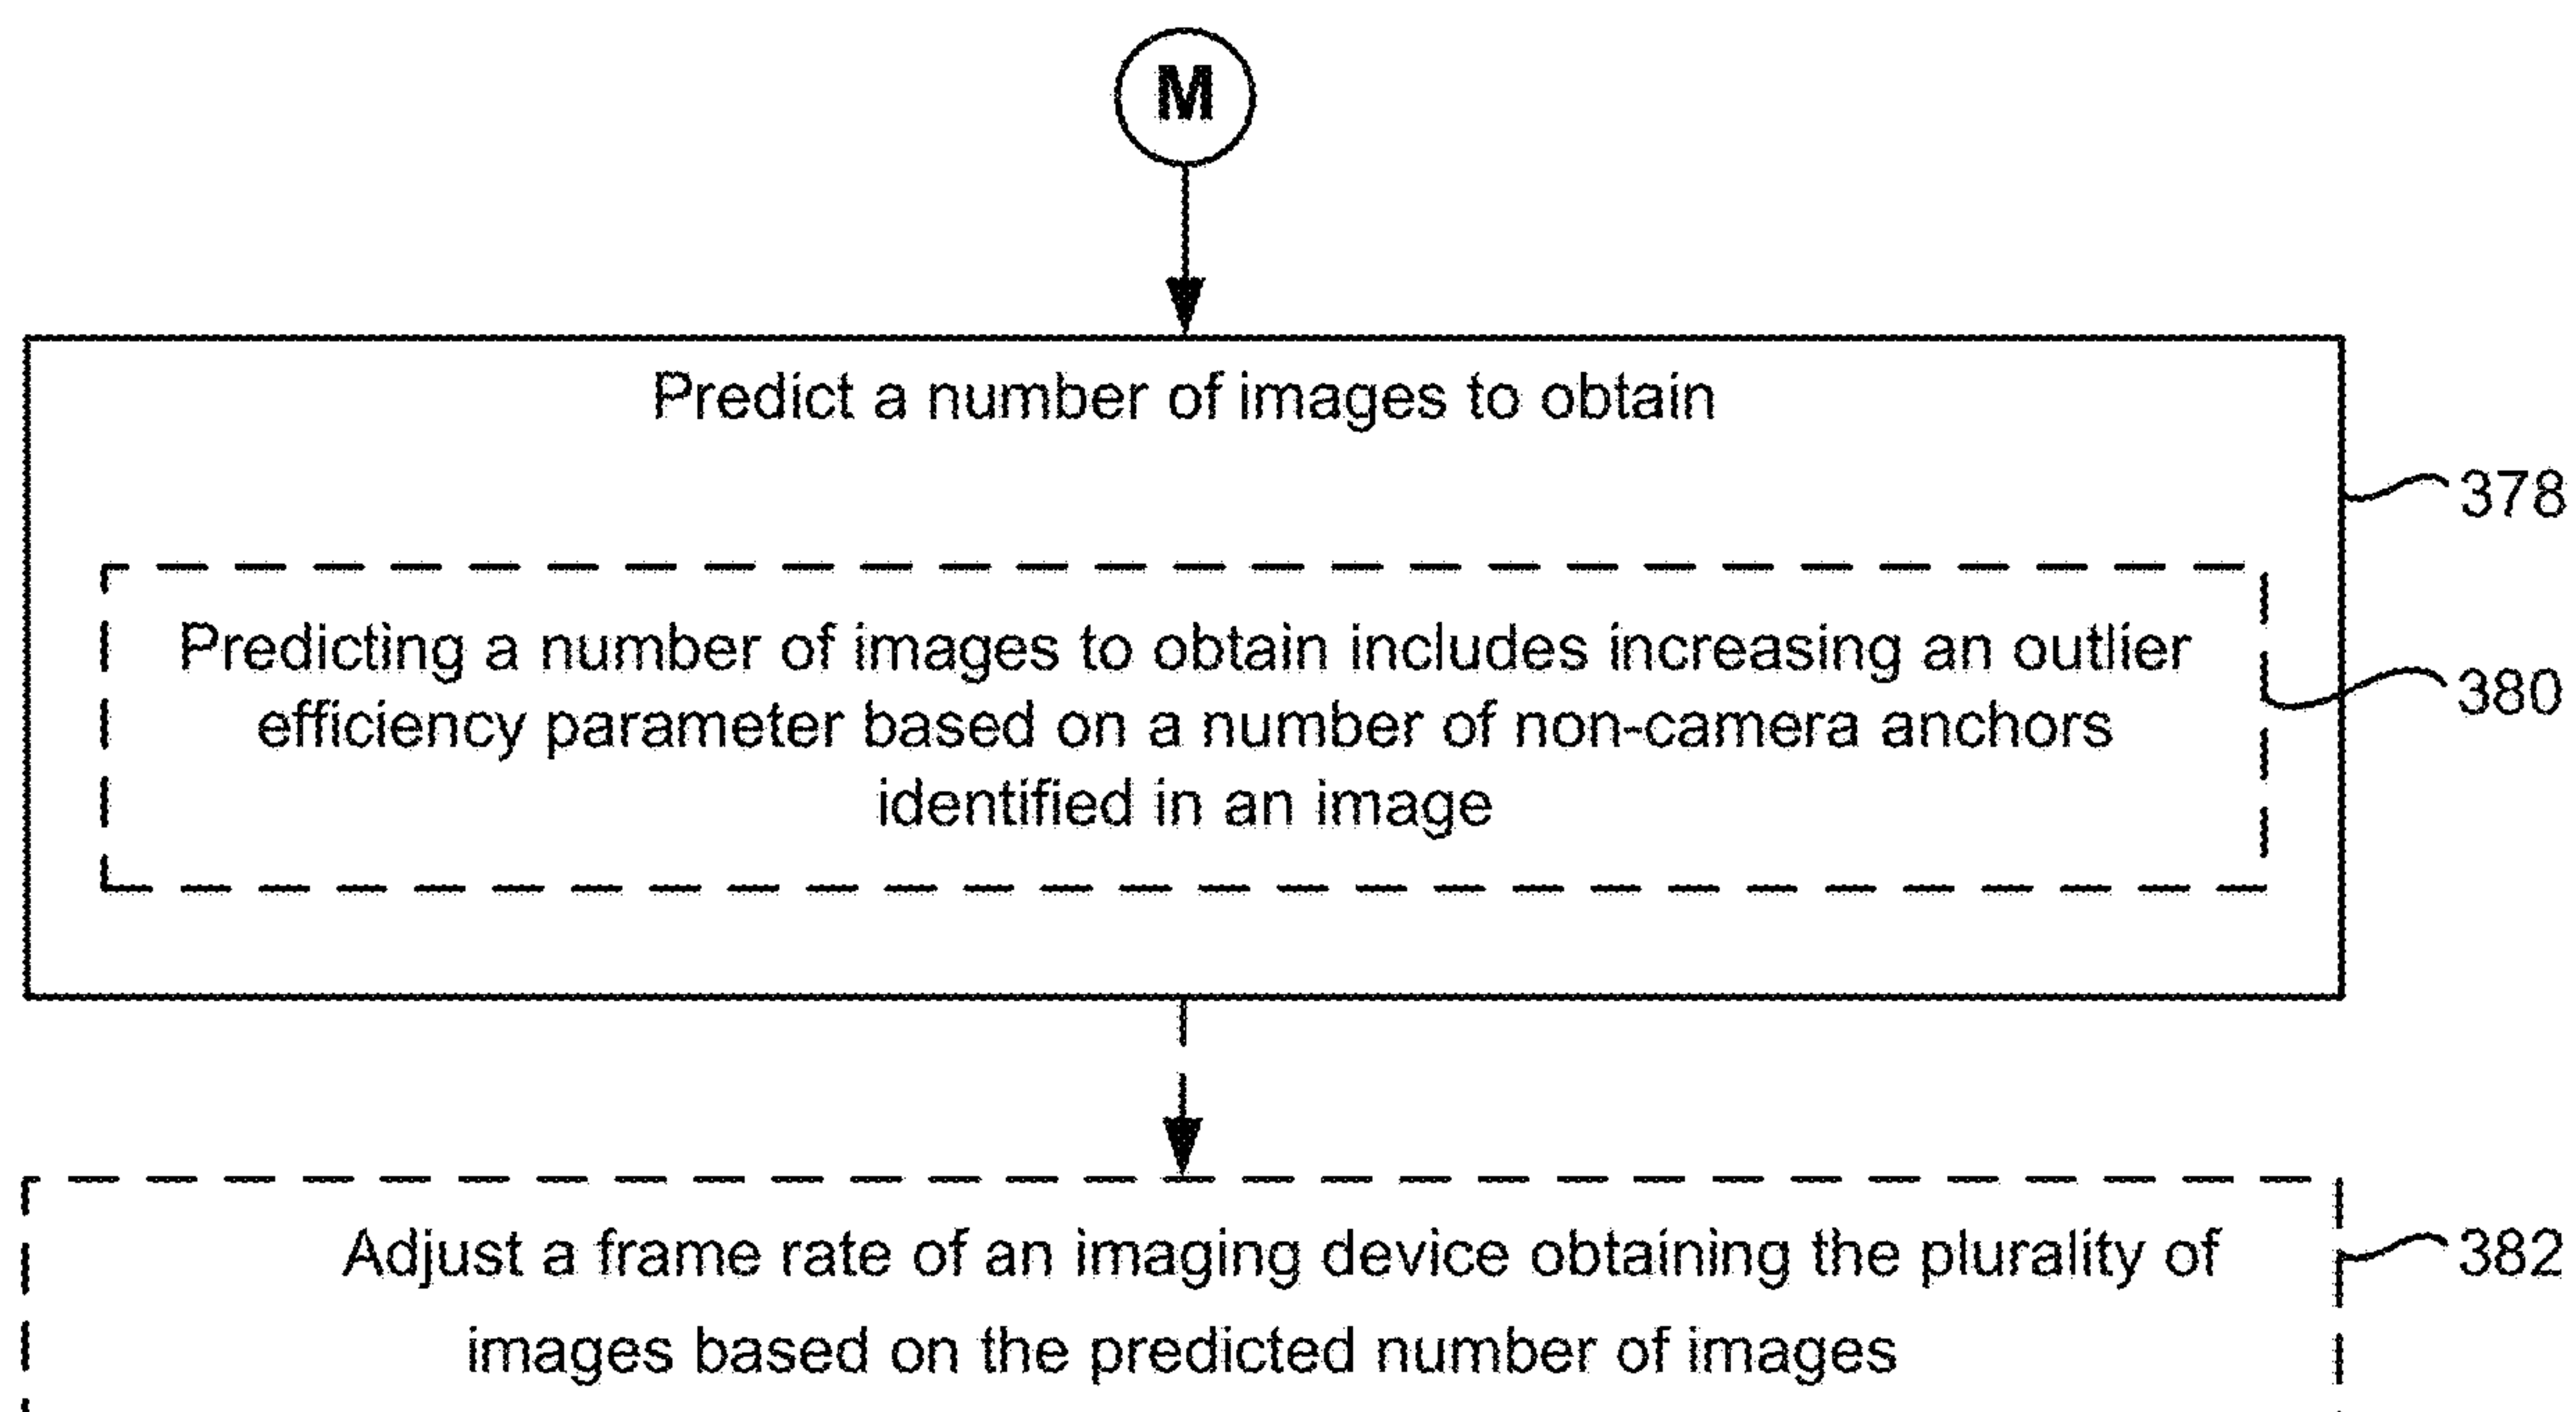 M
Predict a number of images to obtain
378
Predicting a number of images to obtain includes increasing an outlier
efficiency parameter based on a number of non-camera anchors
identified in an image
380
Adjust a frame rate of an imaging device obtaining the plurality of
images based on the predicted number of images
382